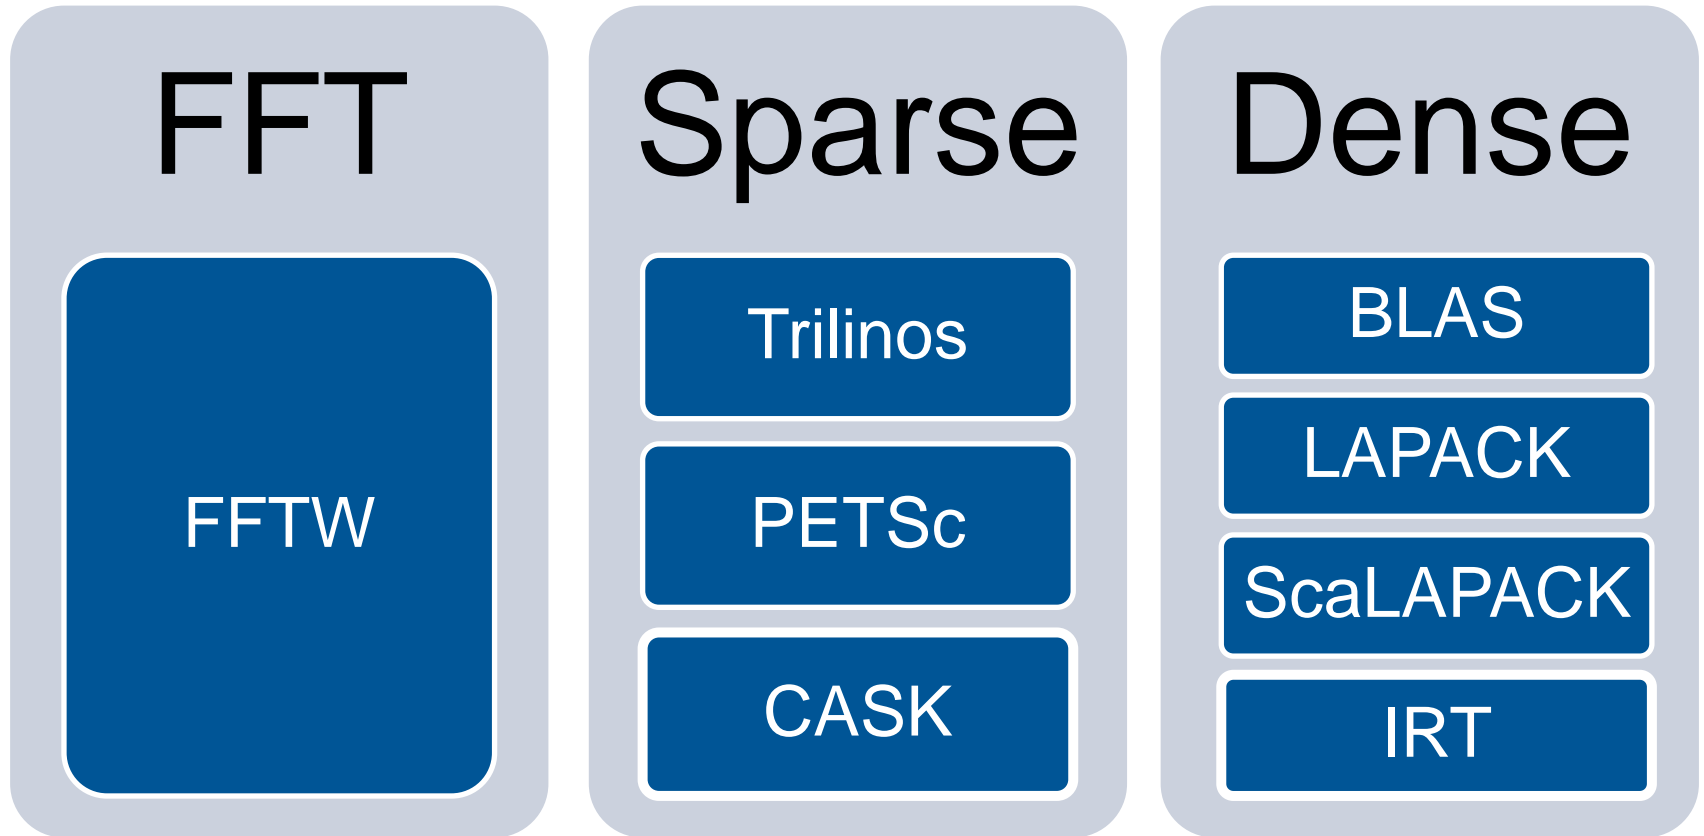 FFT
FFTW
Sparse
Trilinos
PETSc
CASK
Dense
BLAS
LAPACK
ScaLAPACK
IRT